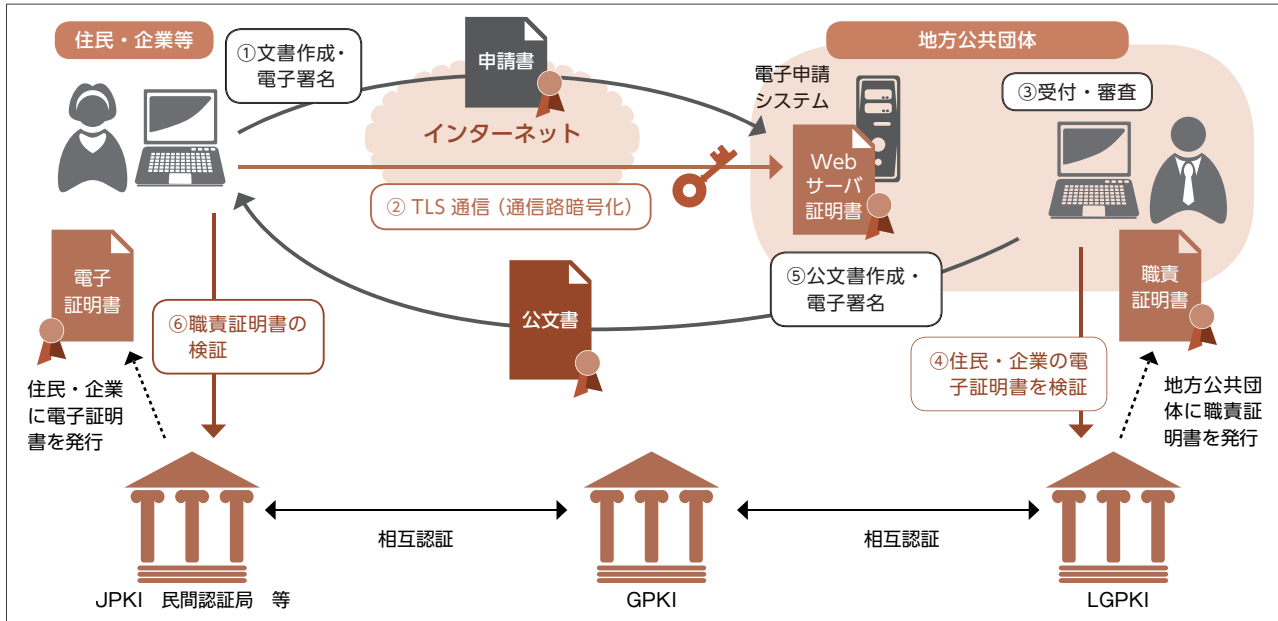 住民・企業等
地方公共団体
①文書作成・
電子署名
申請書
電子申請
システム
③受付・審査
インターネット
Web
サーバ
証明書
② TLS 通信（通信路暗号化）
電子
証明書
⑤公文書作成・
電子署名
職責
証明書
⑥職責証明書の
検証
公文書
④住民・企業の電
子証明書を検証
住民・企業
に電子証明
書を発行
地方公共団
体に職責証
明書を発行
相互認証
相互認証
JPKI　民間認証局　等
GPKI
LGPKI